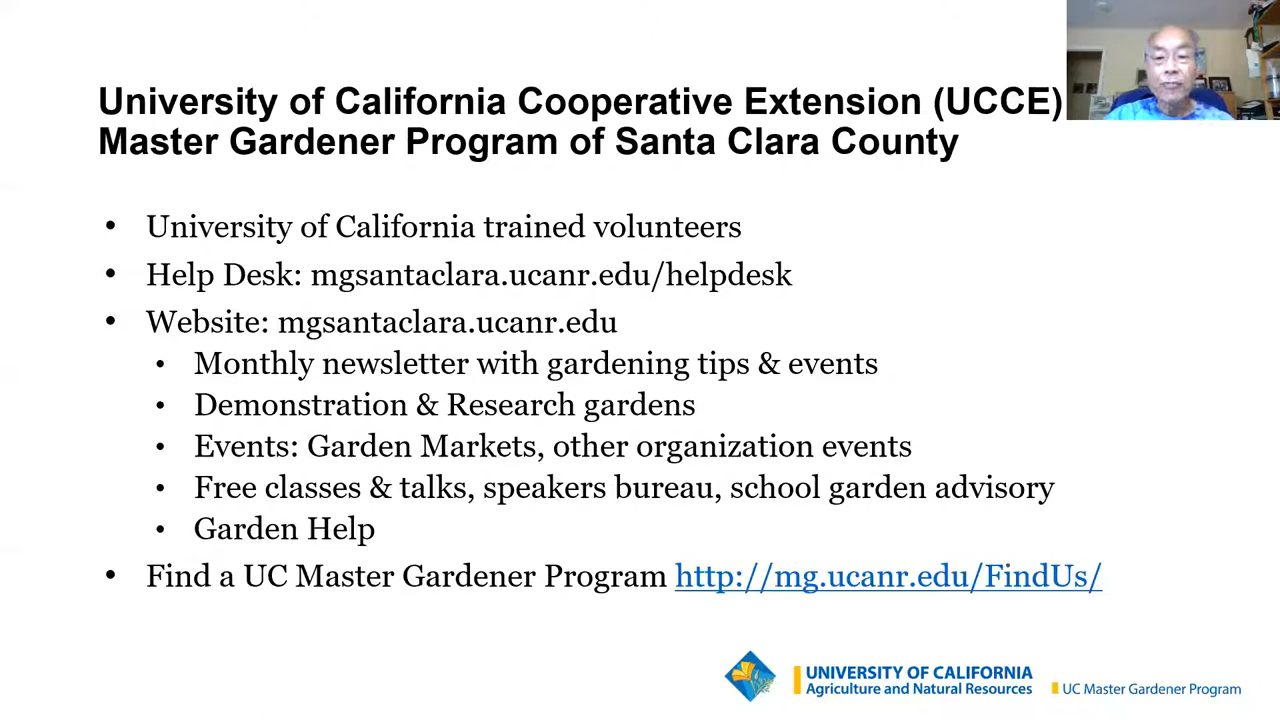 University of California Cooperative Extension (UCCE)
Master Gardener Program of Santa Clara County
• University of California trained volunteers
• Help Desk: mgsantaclara.ucanr.edu/helpdesk
• Website: mgsantaclara.ucanr.edu
• Monthly newsletter with gardening tips & events
• Demonstration & Research gardens
• Events: Garden Markets, other organization events
• Free classes & talks, speakers bureau, school garden advisory
• Garden Help
• Find a UC Master Gardener Program http://mg.ucanr.edu/FindUs/
UNIVERSITY OF CALIFORNIA
Agriculture and Natural Resources
UC Master Gardener Program